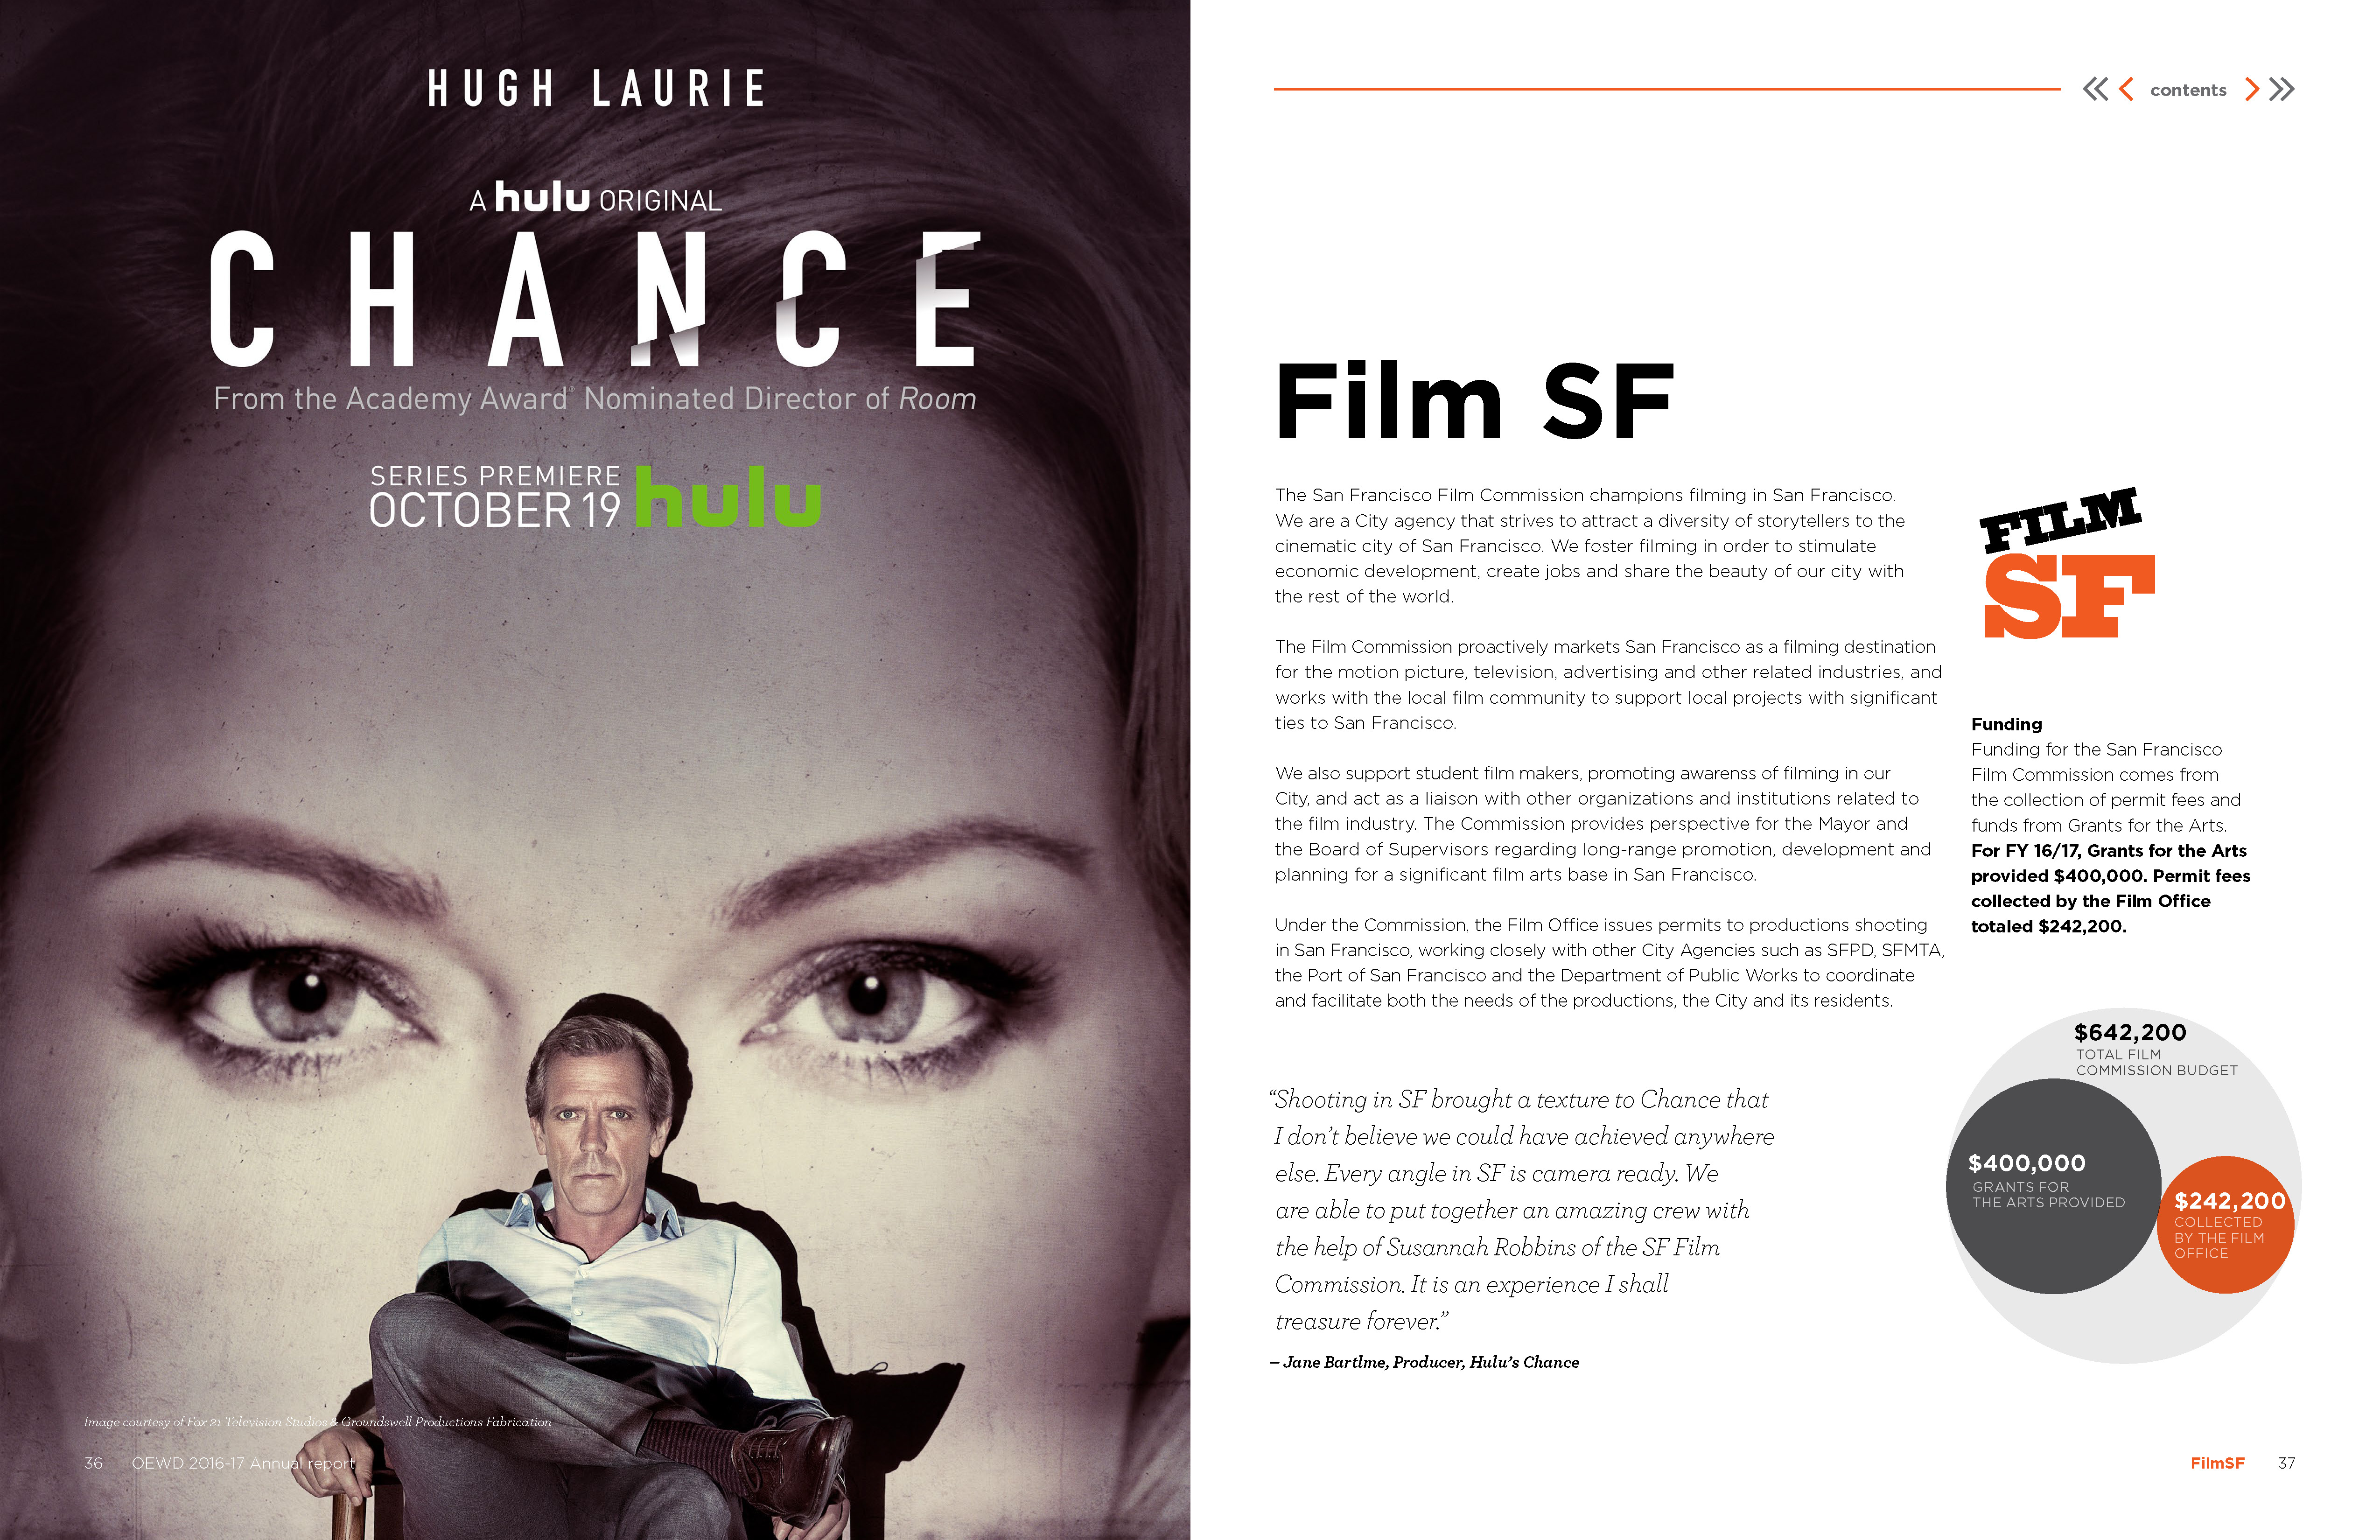 HUGH LAURIE
A hulu ORIGINAL
CHANCE
From the Academy Award® Nominated Director of Room
SERIES PREMIERE
OCTOBER 19 hulu
Image courtesy of Fox 21 Television Studios & Groundswell Productions Fabrication
36 OEWD 2016-17 Annual report
contents
Film SF
The San Francisco Film Commission champions filming in San Francisco.
We are a City agency that strives to attract a diversity of storytellers to the
cinematic city of San Francisco. We foster filming in order to stimulate
economic development, create jobs and share the beauty of our city with
the rest of the world.
The Film Commission proactively markets San Francisco as a filming destination
for the motion picture, television, advertising and other related industries, and
works with the local film community to support local projects with significant
ties to San Francisco.
We also support student film makers, promoting awarenss of filming in our
City, and act as a liaison with other organizations and institutions related to
the film industry. The Commission provides perspective for the Mayor and
the Board of Supervisors regarding long-range promotion, development and
planning for a significant film arts base in San Francisco.
Under the Commission, the Film Office issues permits to productions shooting
in San Francisco, working closely with other City Agencies such as SFPD, SFMTA,
the Port of San Francisco and the Department of Public Works to coordinate
and facilitate both the needs of the productions, the City and its residents.
“Shooting in SF brought a texture to Chance that
I don’t believe we could have achieved anywhere
else. Every angle in SF is camera ready. We
are able to put together an amazing crew with
the help of Susannah Robbins of the SF Film
Commission. It is an experience I shall
treasure forever.”
– Jane Bartlme, Producer, Hulu’s Chance
FILM
SF
Funding
Funding for the San Francisco
Film Commission comes from
the collection of permit fees and
funds from Grants for the Arts.
For FY 16/17, Grants for the Arts
provided $400,000. Permit fees
collected by the Film Office
totaled $242,200.
$642,200
TOTAL FILM
COMMISSION BUDGET
$400,000
GRANTS FOR
THE ARTS PROVIDED
$242,200
COLLECTED
BY THE FILM
OFFICE
FilmSF 37